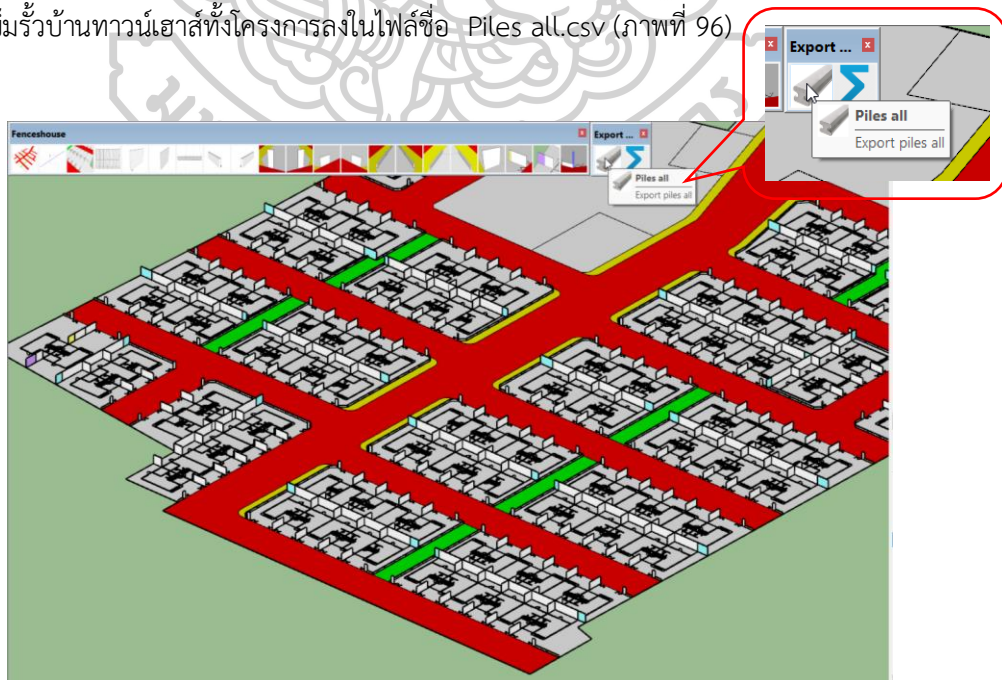 รั้วบ้านทาวน์เฮาส์ทั้งโครงการลงในไฟล์ชื่อ Piles all.csv (ภาพที่ 96)
Export ...
Piles all
Export piles all
Fenceshouse
Export ...
Piles all
Export piles all